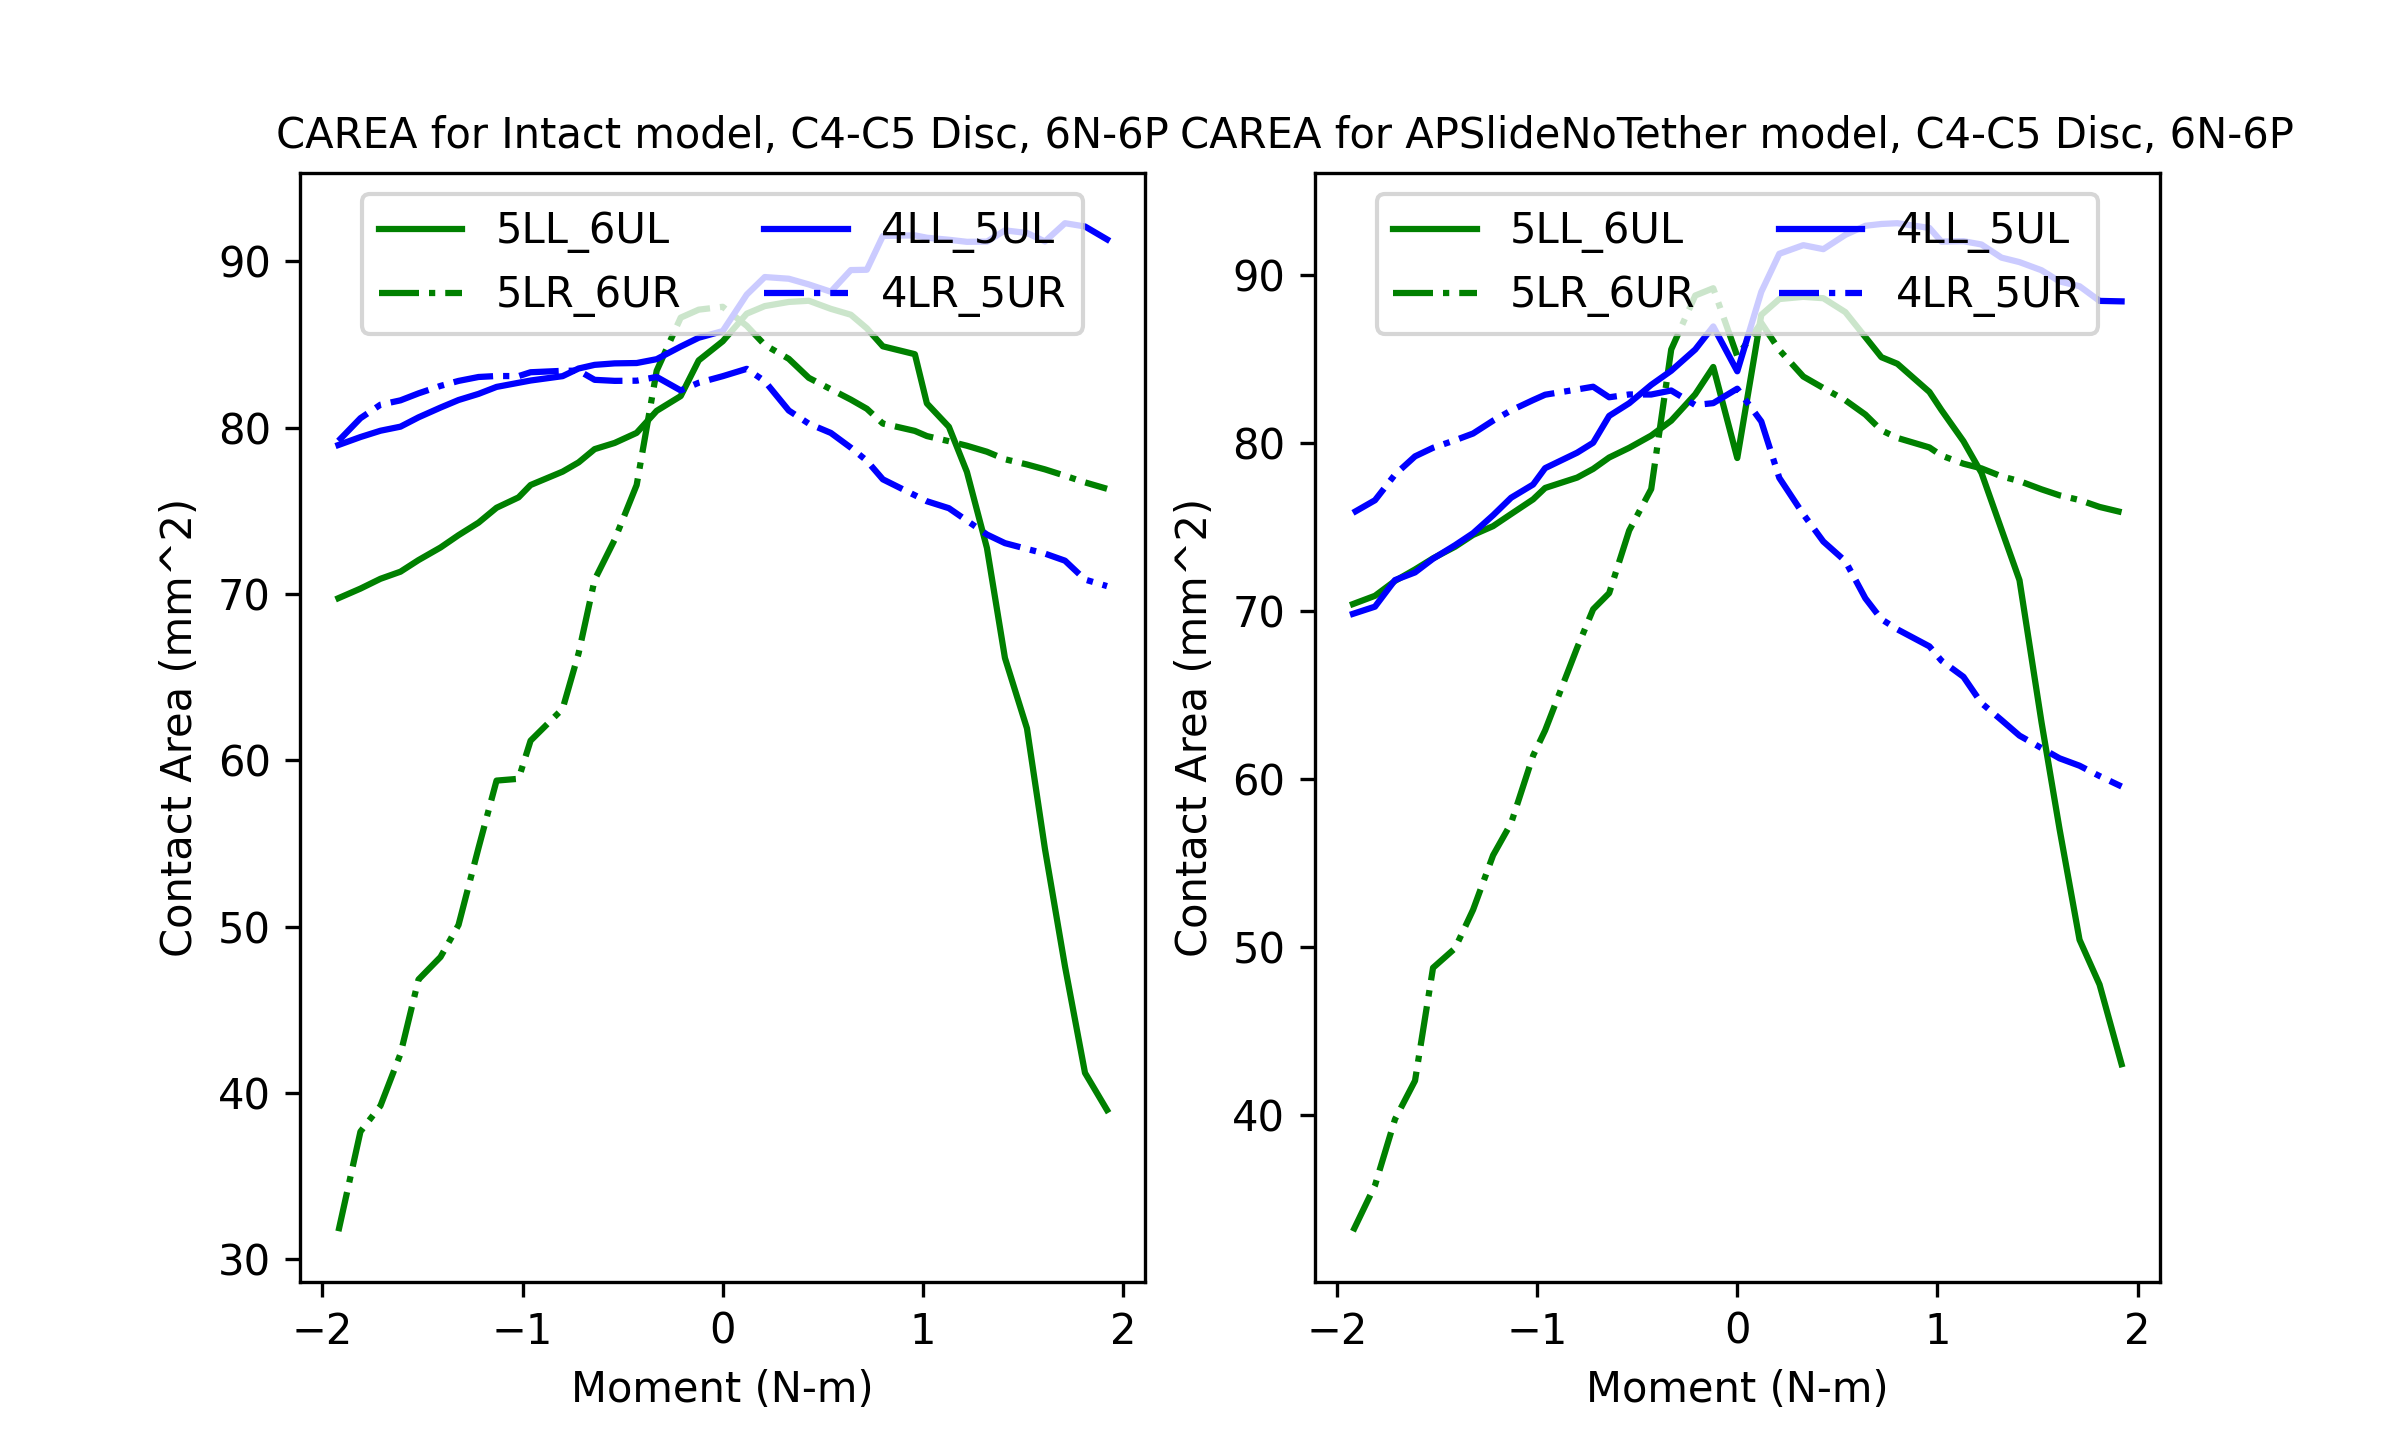 CAREA for Intact model, C4-C5 Disc, 6N-6P
5LL_6UL
5LR_6UR
4LL_5UL
4LR_5UR
90
80
70
60
50
40
30
Contact Area (mm^2)
−2
−1
0
1
2
Moment (N-m)
CAREA for APSlideNoTether model, C4-C5 Disc, 6N-6P
5LL_6UL
5LR_6UR
4LL_5UL
4LR_5UR
90
80
70
60
50
40
Contact Area (mm^2)
−2
−1
0
1
2
Moment (N-m)